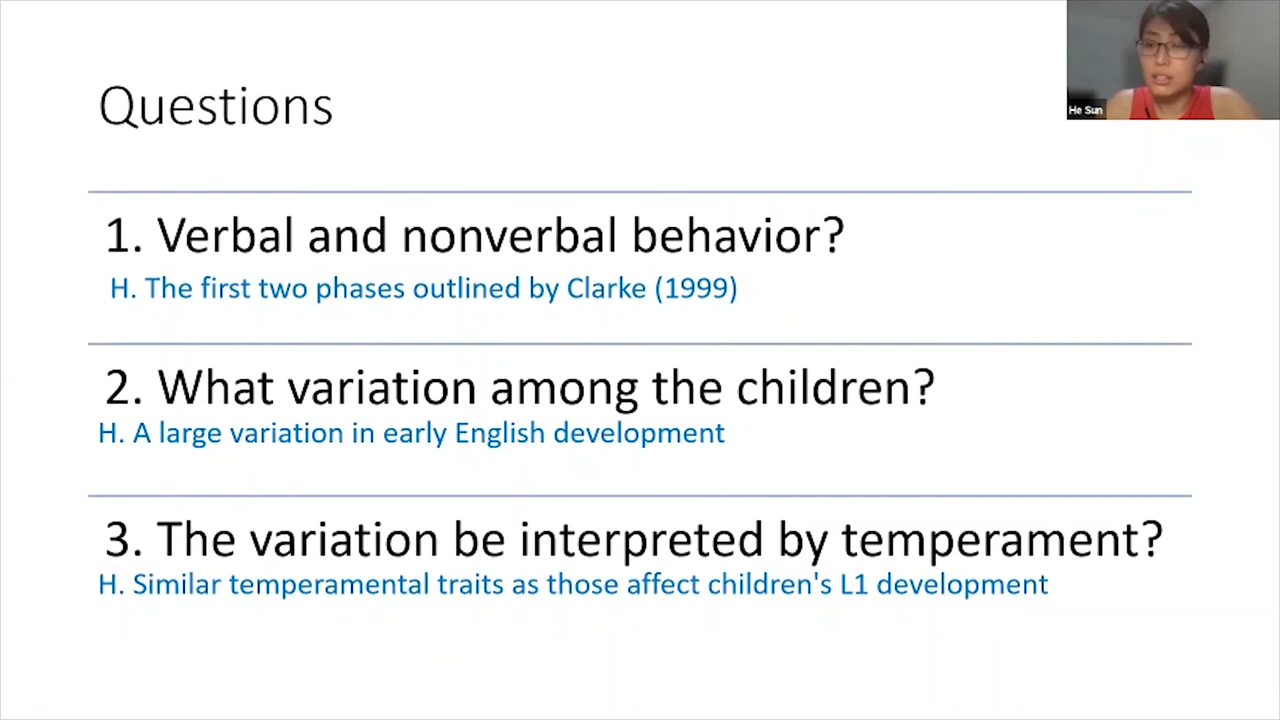 Questions
He Sun
1. Verbal and nonverbal behavior?
H. The first two phases outlined by Clarke (1999)
2. What variation among the children?
H. A large variation in early English development
3. The variation be interpreted by temperament?
H. Similar temperamental traits as those affect children's L1 development